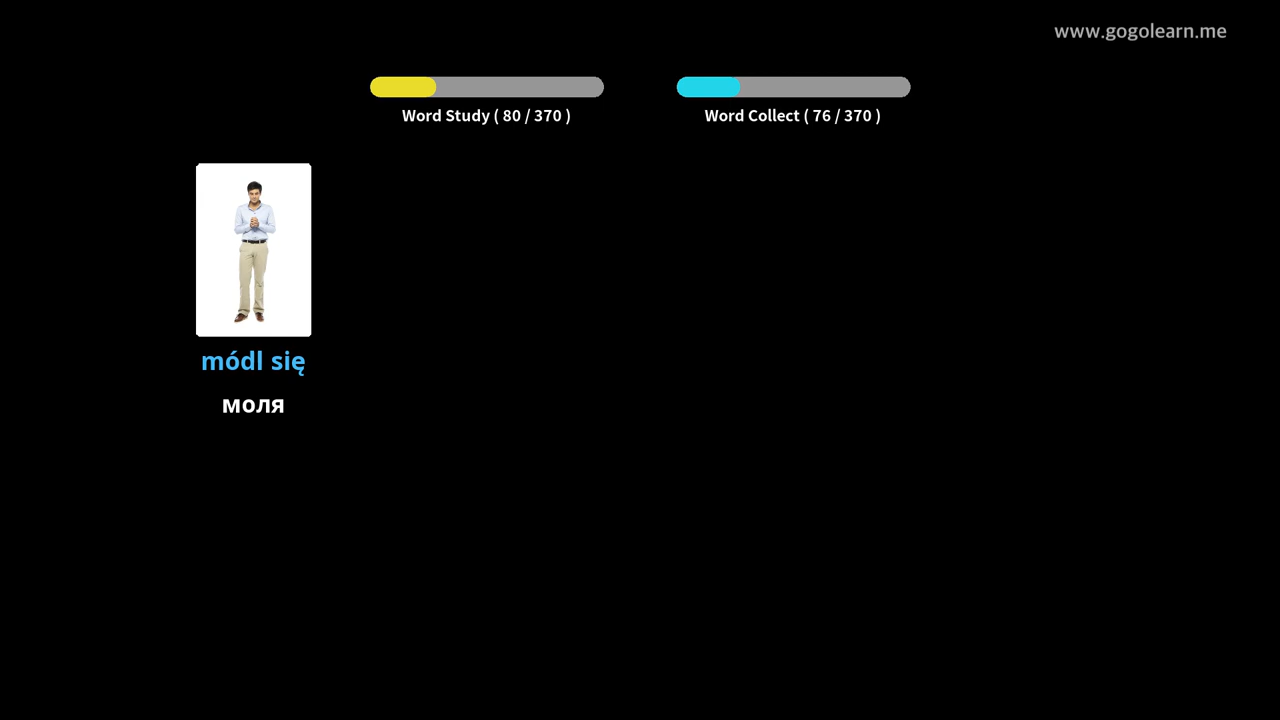 www.gogolearn.me
Word Study ( 80 / 370 )
Word Collect ( 76 / 370 )
módl się
моля